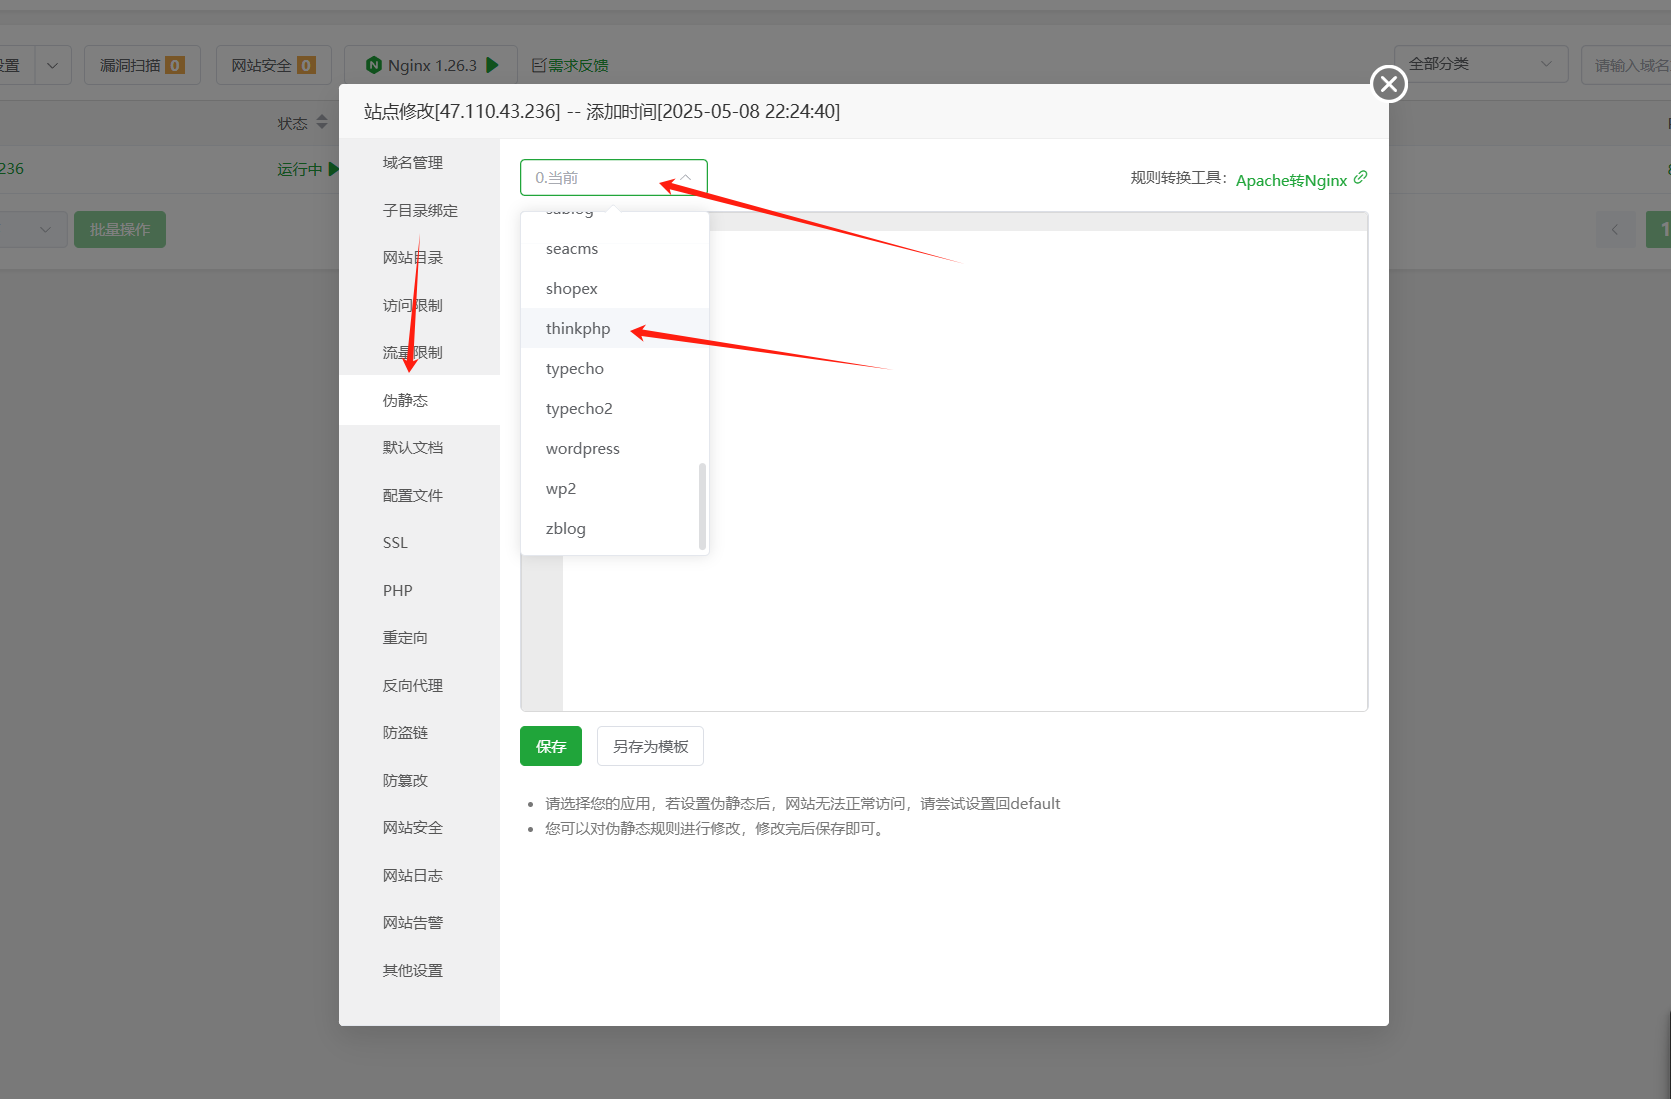 设置
漏洞扫描 0
网站安全 0
Nginx 1.26.3
需求反馈
全部分类
请输入域名
站点修改[47.110.43.236] -- 添加时间[2025-05-08 22:24:40]
状态
236
运行中
批量操作
1
域名管理
子目录绑定
网站目录
访问限制
流量限制
伪静态
默认文档
配置文件
SSL
PHP
重定向
反向代理
防盗链
防篡改
网站安全
网站日志
网站告警
其他设置
0.当前
规则转换工具：
Apache转Nginx
sablog
seacms
shopex
thinkphp
typecho
typecho2
wordpress
wp2
zblog
保存
另存为模板
请选择您的应用，若设置伪静态后，网站无法正常访问，请尝试设置回default
您可以对伪静态规则进行修改，修改完后保存即可。